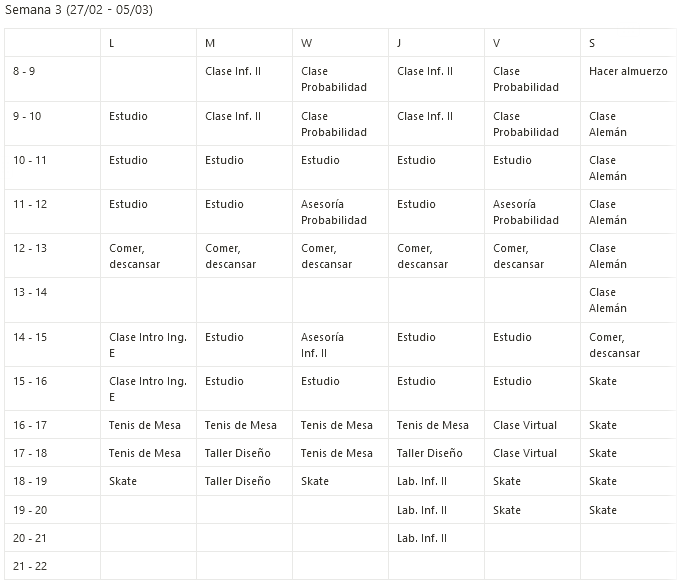 Semana 3 (27/02 - 05/03)
L M W J V S
8 - 9 Clase Inf. II Clase Probabilidad Clase Inf. II Clase Probabilidad Hacer almuerzo
9 - 10 Estudio Clase Inf. II Clase Probabilidad Clase Inf. II Clase Probabilidad Clase Alemán
10 - 11 Estudio Estudio Estudio Estudio Estudio Clase Alemán
11 - 12 Estudio Estudio Asesoría Probabilidad Estudio Asesoría Probabilidad Clase Alemán
12 - 13 Comer, descansar Comer, descansar Comer, descansar Comer, descansar Comer, descansar Clase Alemán
13 - 14 Clase Alemán
14 - 15 Clase Intro Ing. E Estudio Asesoría Inf. II Estudio Estudio Comer, descansar
15 - 16 Clase Intro Ing. E Estudio Estudio Estudio Estudio Skate
16 - 17 Tenis de Mesa Tenis de Mesa Tenis de Mesa Tenis de Mesa Clase Virtual Skate
17 - 18 Tenis de Mesa Taller Diseño Tenis de Mesa Taller Diseño Clase Virtual Skate
18 - 19 Skate Taller Diseño Skate Lab. Inf. II Skate Skate
19 - 20 Lab. Inf. II Skate Skate
20 - 21 Lab. Inf. II
21 - 22